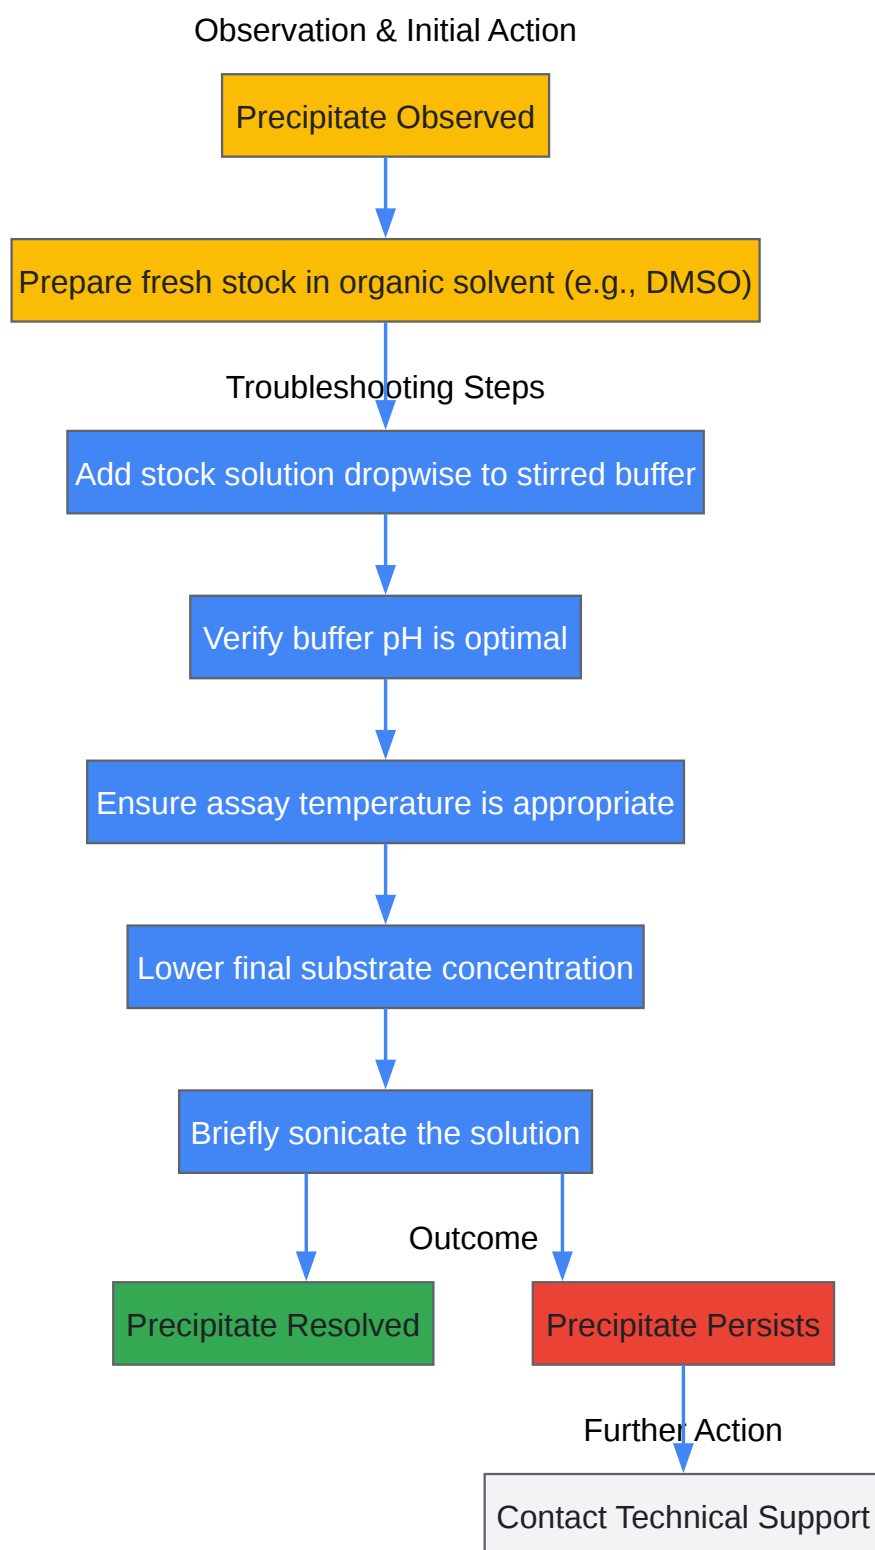 Observation & Initial Action
Precipitate Observed
Prepare fresh stock in organic solvent (e.g., DMSO)
Troubleshooting Steps
Add stock solution dropwise to stirred buffer
Verify buffer pH is optimal
Ensure assay temperature is appropriate
Lower final substrate concentration
Briefly sonicate the solution
Outcome
Precipitate Resolved
Precipitate Persists
Further Action
Contact Technical Support